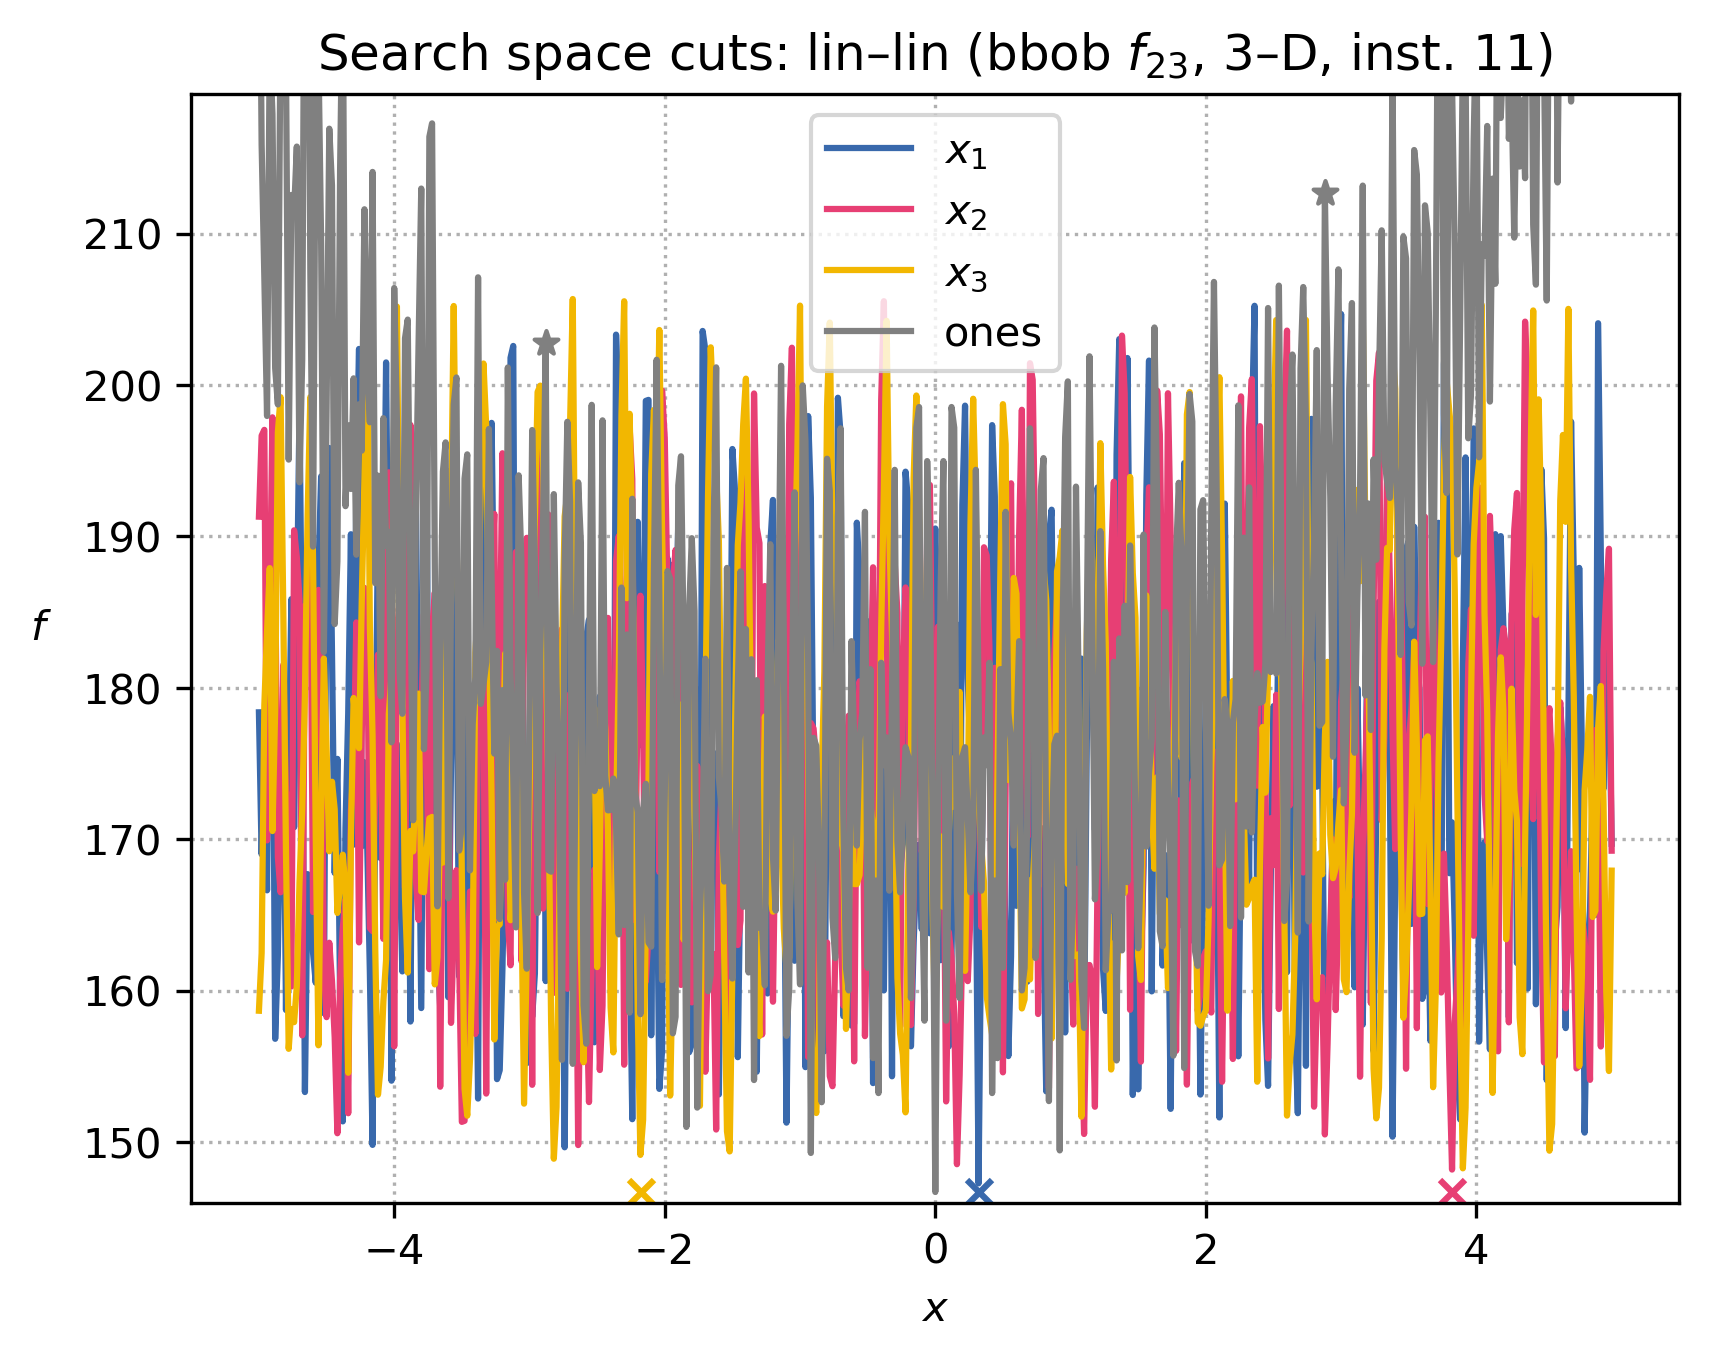 Search space cuts: lin–lin (bbob f₂₃, 3–D, inst. 11)
x₁
x₂
x₃
ones
210
200
190
180
170
160
150
f
−4
−2
0
2
4
x